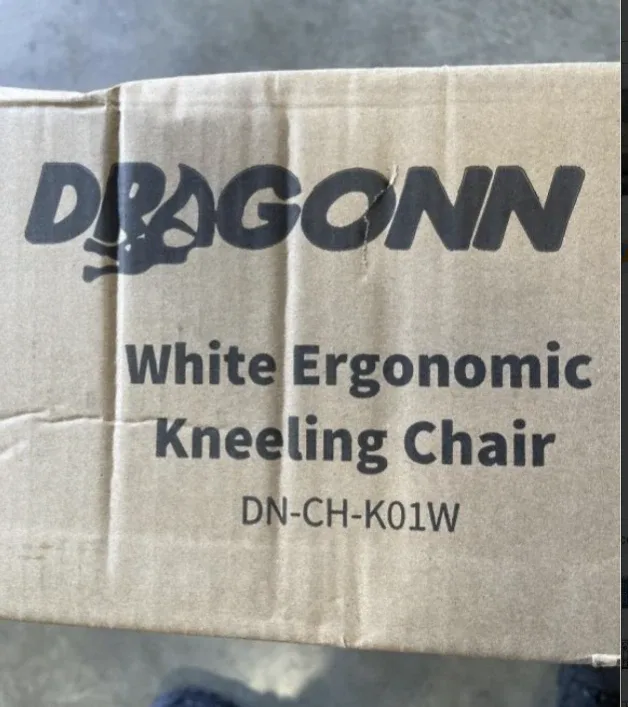 DRAGONN
White Ergonomic
Kneeling Chair
DN-CH-K01W